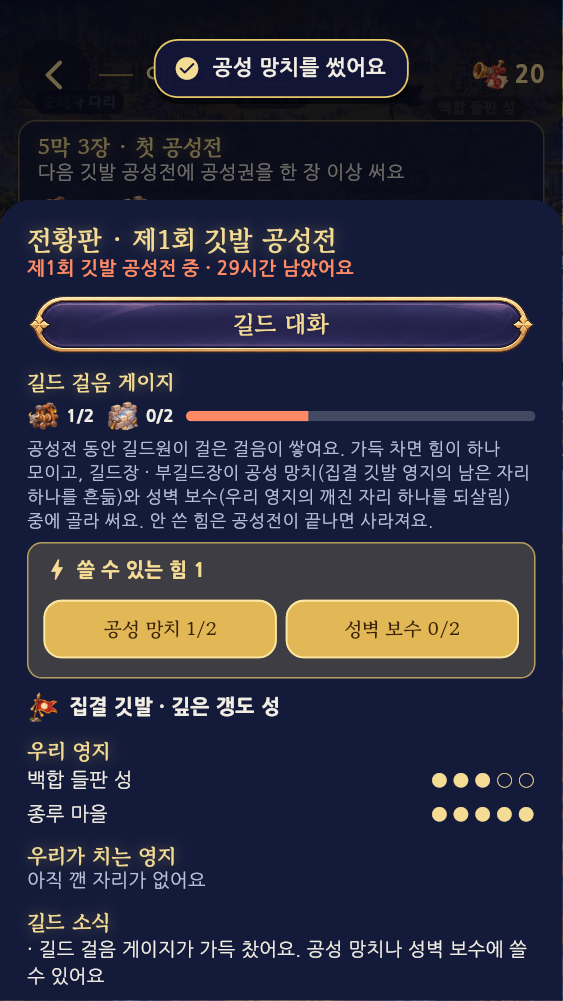 공성 망치를 썼어요
20
다리
백합 들판 성
5막 3장 · 첫 공성전
다음 깃발 공성전에 공성권을 한 장 이상 써요
전황판 · 제1회 깃발 공성전
제1회 깃발 공성전 중 · 29시간 남았어요
길드 대화
길드 걸음 게이지
1/2 0/2
공성전 동안 길드원이 걸은 걸음이 쌓여요. 가득 차면 힘이 하나
모이고, 길드장 · 부길드장이 공성 망치(집결 깃발 영지의 남은 자리
하나를 흔듦)와 성벽 보수(우리 영지의 깨진 자리 하나를 되살림)
중에 골라 써요. 안 쓴 힘은 공성전이 끝나면 사라져요.
쓸 수 있는 힘 1
공성 망치 1/2
성벽 보수 0/2
집결 깃발 · 깊은 갱도 성
우리 영지
백합 들판 성
종루 마을
우리가 치는 영지
아직 깬 자리가 없어요
길드 소식
· 길드 걸음 게이지가 가득 찼어요. 공성 망치나 성벽 보수에 쓸
수 있어요